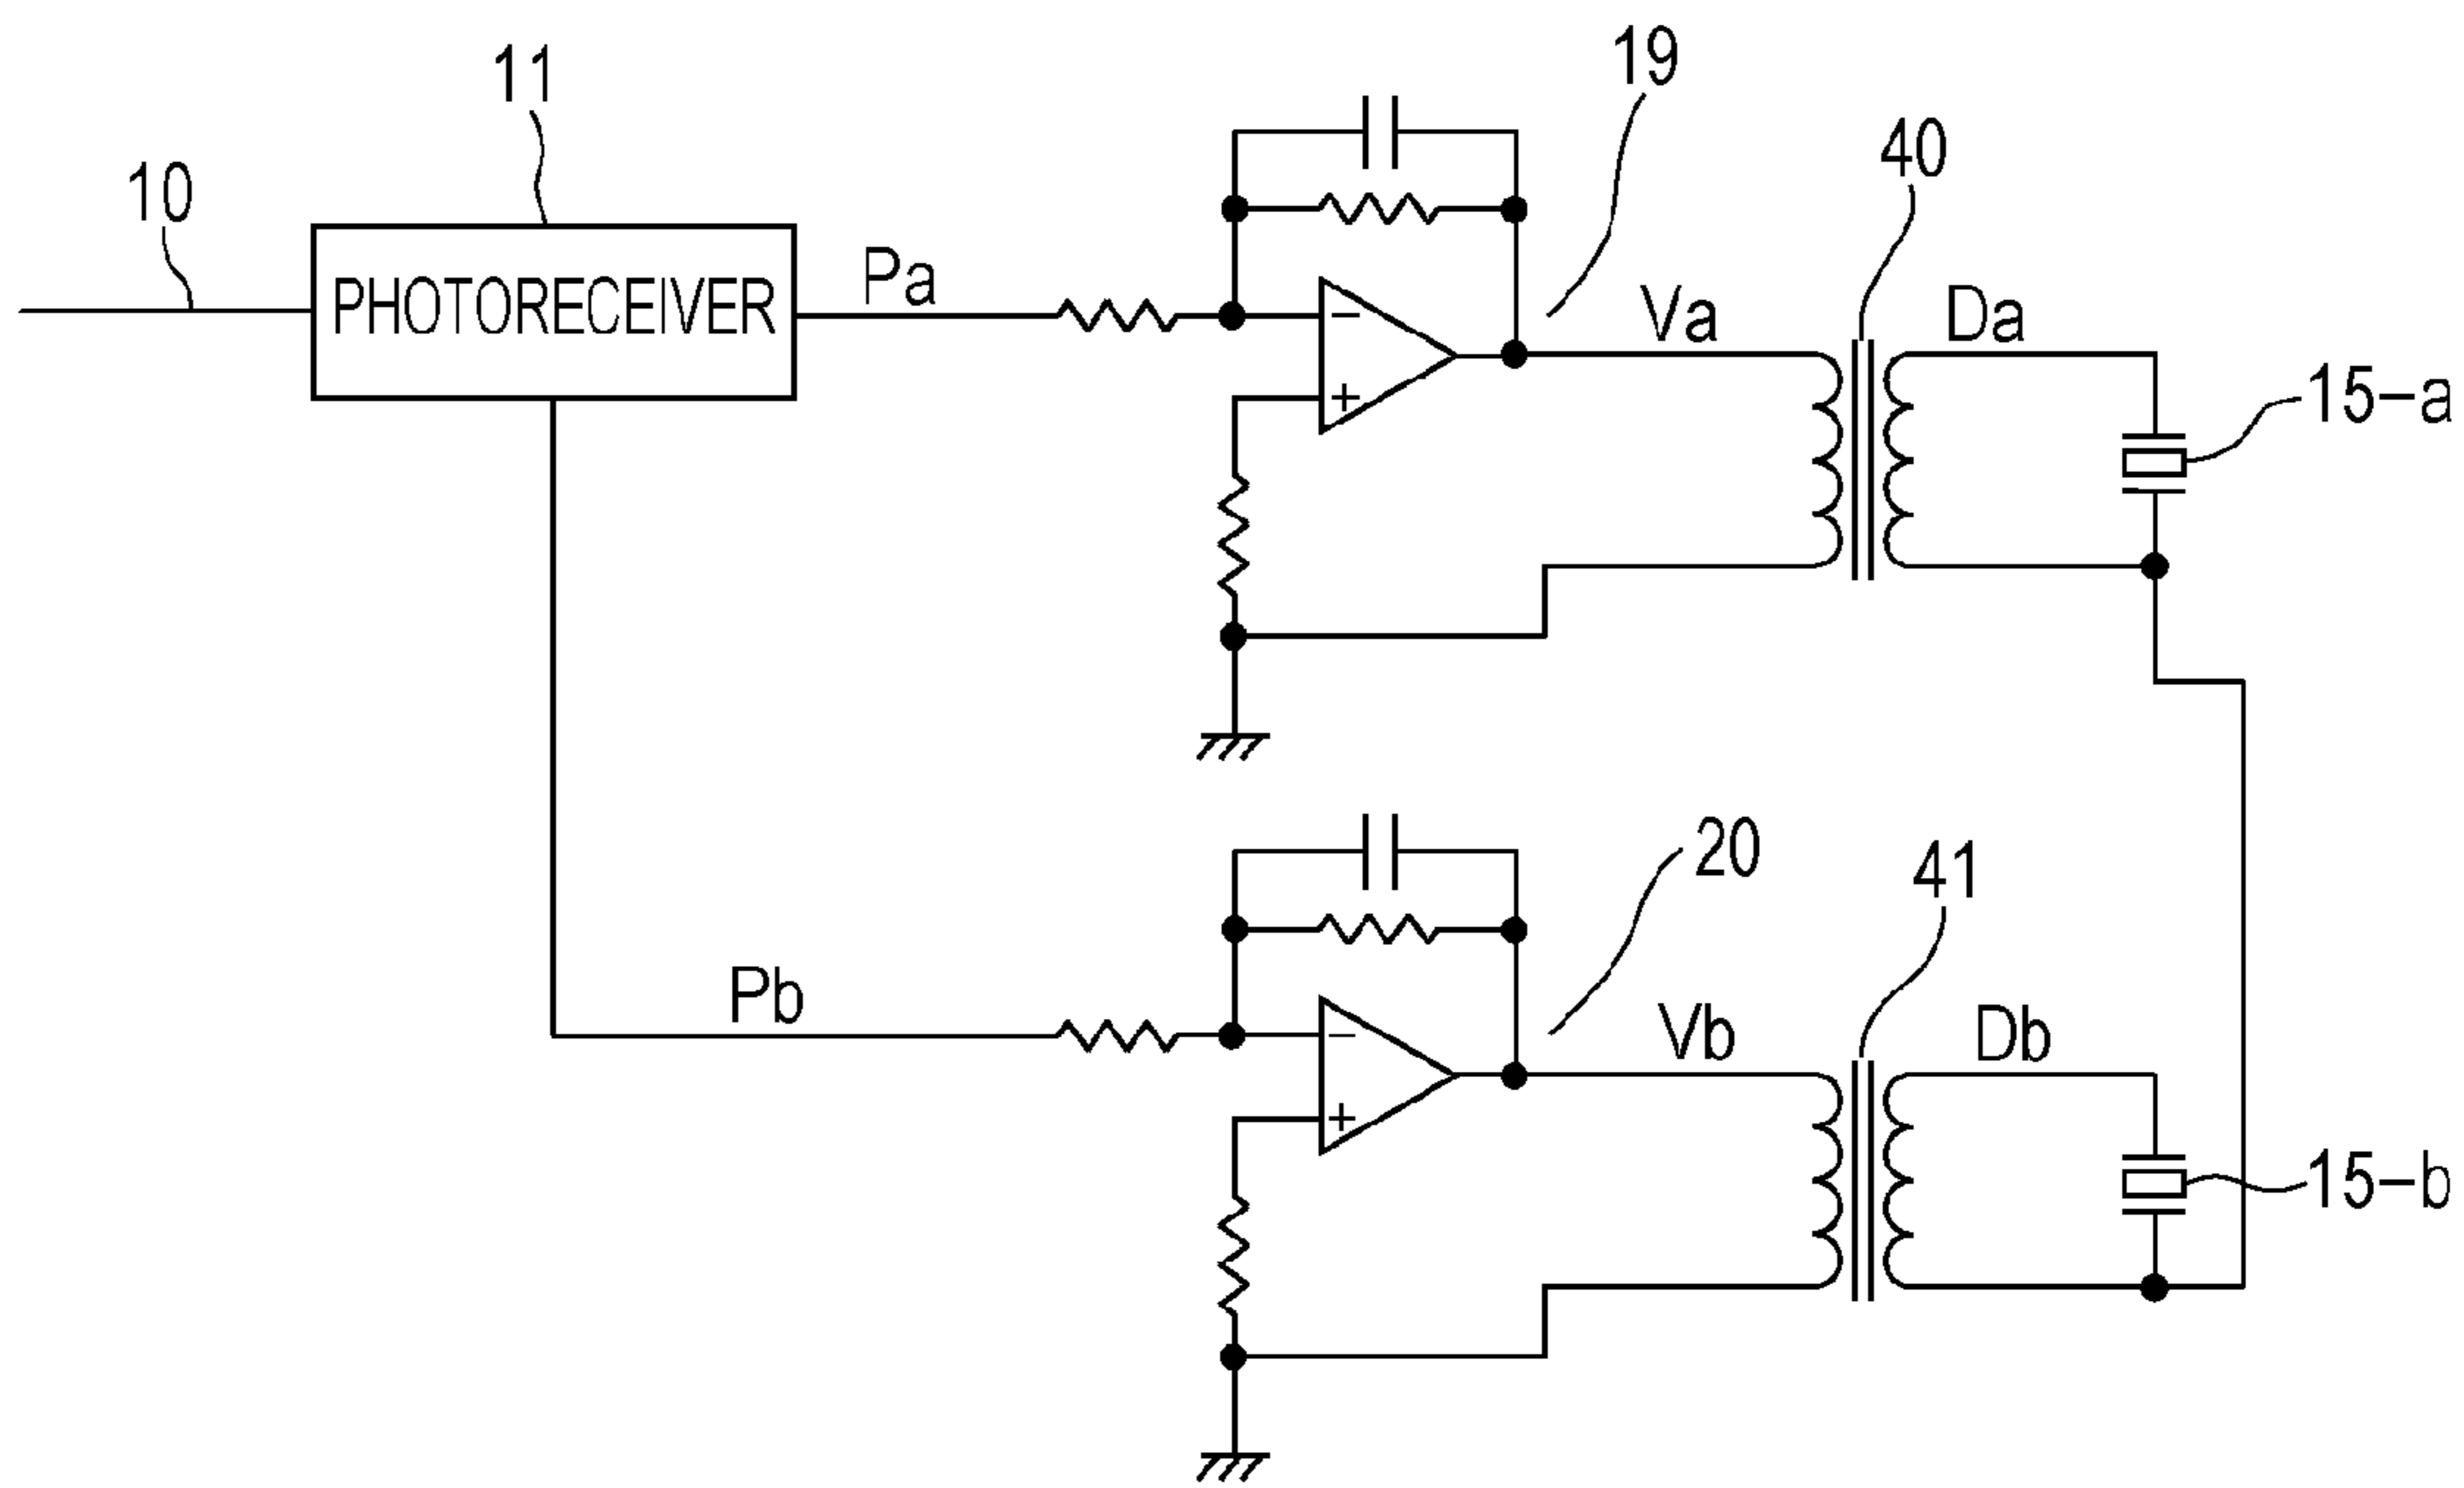 11
19
40
10
PHOTORECEIVER
Pa
−
+
Va
Da
15-a
20
41
Pb
−
+
Vb
Db
15-b